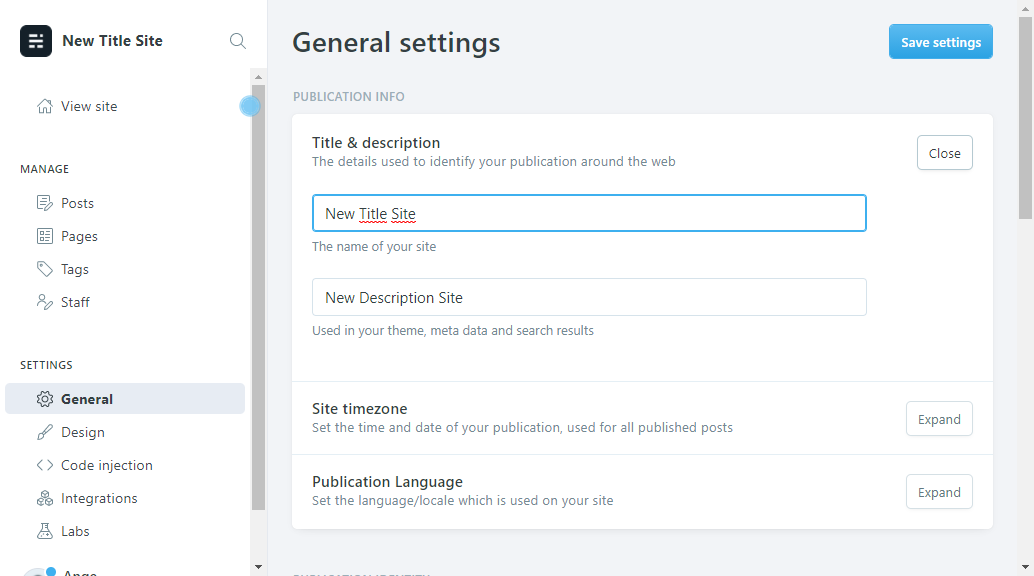 New Title Site
View site
MANAGE
Posts
Pages
Tags
Staff
SETTINGS
General
Design
Code injection
Integrations
Labs
Ange
General settings
Save settings
PUBLICATION INFO
Title & description
The details used to identify your publication around the web
Close
New Title Site
The name of your site
New Description Site
Used in your theme, meta data and search results
Site timezone
Set the time and date of your publication, used for all published posts
Expand
Publication Language
Set the language/locale which is used on your site
Expand
PUBLICATION IDENTITY